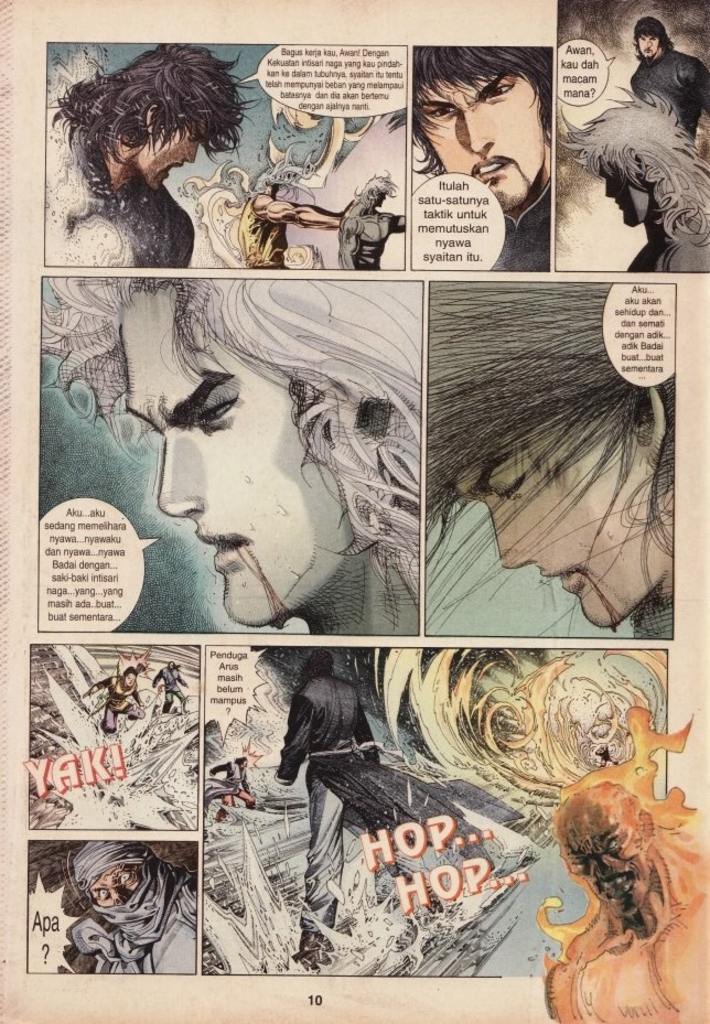 Bagus kerja kau, Awan! Dengan
Kekuatan intisari naga yang kau pindah-
kan ke dalam tubuhnya, syaitan itu tentu
telah mempunyai beban yang melampaui
batasnya dan dia akan bertemu
dengan ajalnya nanti.
Itulah
satu-satunya
taktik untuk
memutuskan
nyawa
syaitan itu.
Awan,
kau dah
macam
mana?
Aku...aku
sedang memelihara
nyawa...nyawaku
dan nyawa...nyawa
Badai dengan...
saki-baki intisari
naga...yang...yang
masih ada..buat...
buat sementara...
Aku...
aku akan
sehidup dan...
dan semati
dengan adik...
adik Badai
buat...buat
sementara
...
YAK!
Penduga
Arus
masih
belum
mampus
?
HOP...
HOP...
Apa
?
10